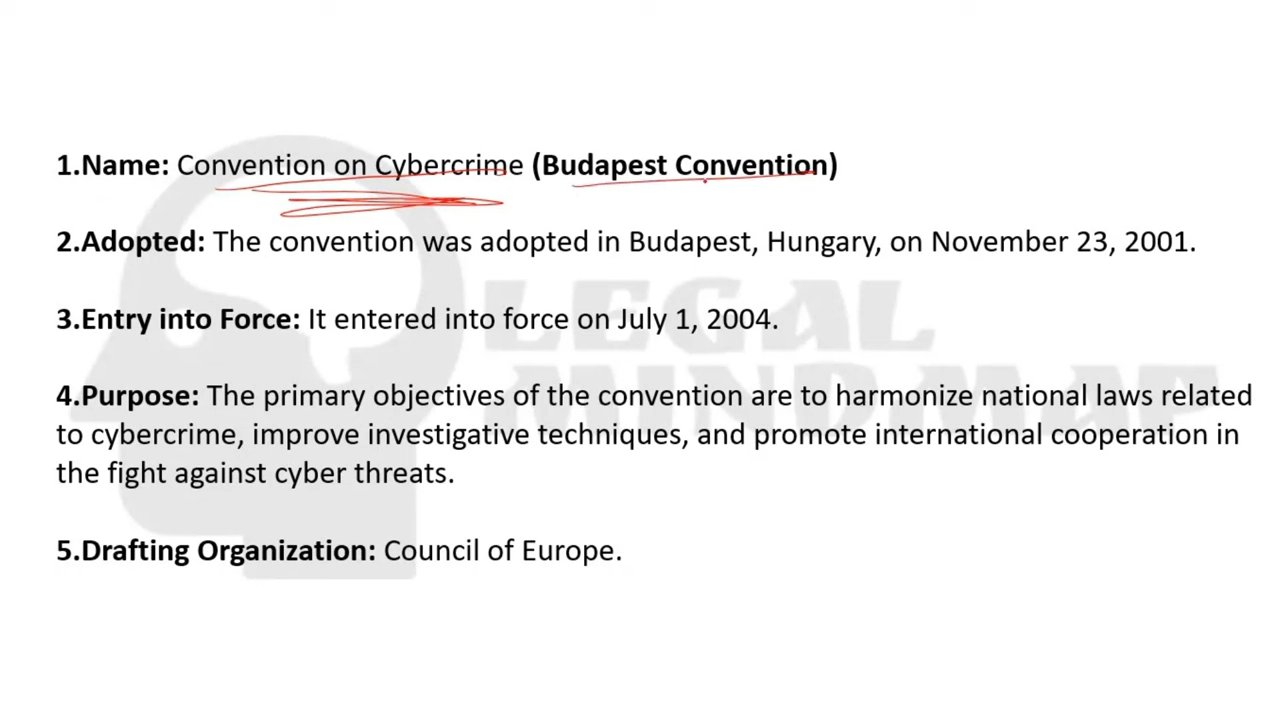 1.Name: Convention on Cybercrime (Budapest Convention)
2.Adopted: The convention was adopted in Budapest, Hungary, on November 23, 2001.
3.Entry into Force: It entered into force on July 1, 2004.
4.Purpose: The primary objectives of the convention are to harmonize national laws related
to cybercrime, improve investigative techniques, and promote international cooperation in
the fight against cyber threats.
5.Drafting Organization: Council of Europe.
LEGAL
MIND MAP